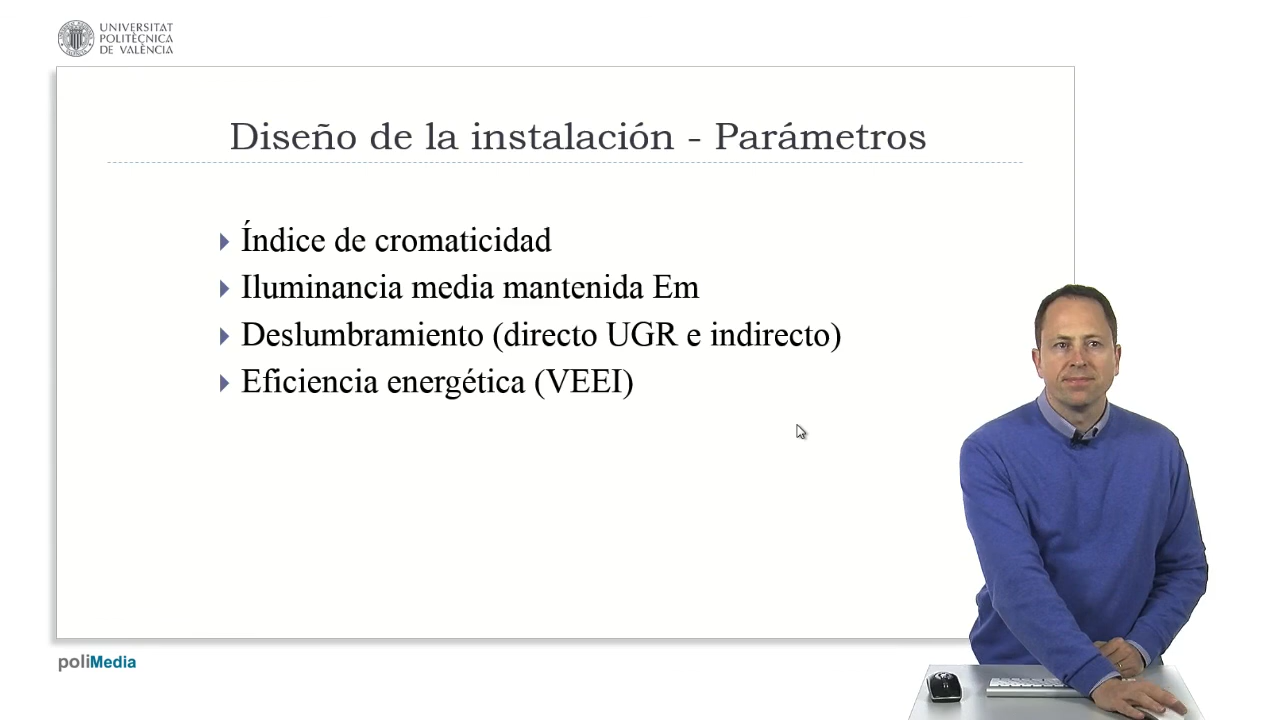 UNIVERSITAT
POLITÈCNICA
DE VALÈNCIA
Diseño de la instalación - Parámetros
Índice de cromaticidad
Iluminancia media mantenida Em
Deslumbramiento (directo UGR e indirecto)
Eficiencia energética (VEEI)
poliMedia